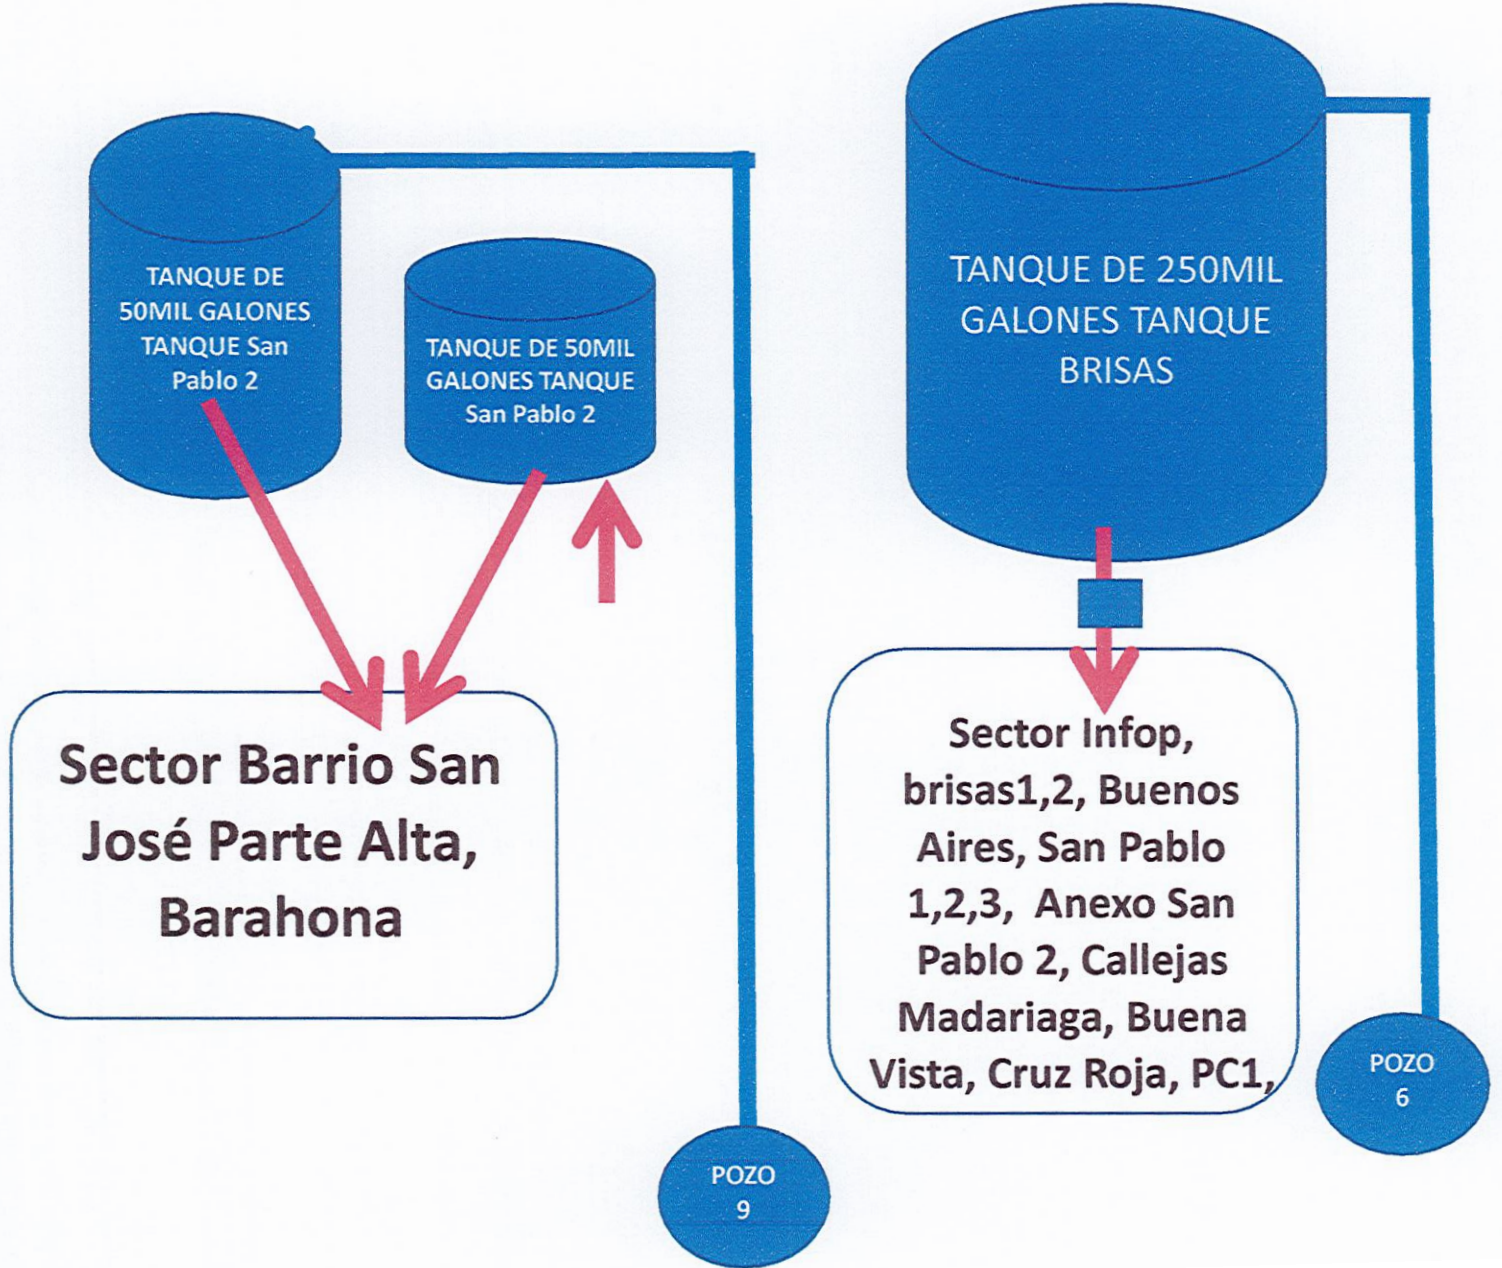 TANQUE DE
50MIL GALONES
TANQUE San
Pablo 2
TANQUE DE 50MIL
GALONES TANQUE
San Pablo 2
TANQUE DE 250MIL
GALONES TANQUE
BRISAS
Sector Barrio San
José Parte Alta,
Barahona
Sector Infop,
brisas1,2, Buenos
Aires, San Pablo
1,2,3, Anexo San
Pablo 2, Callejas
Madariaga, Buena
Vista, Cruz Roja, PC1,
POZO
6
POZO
9